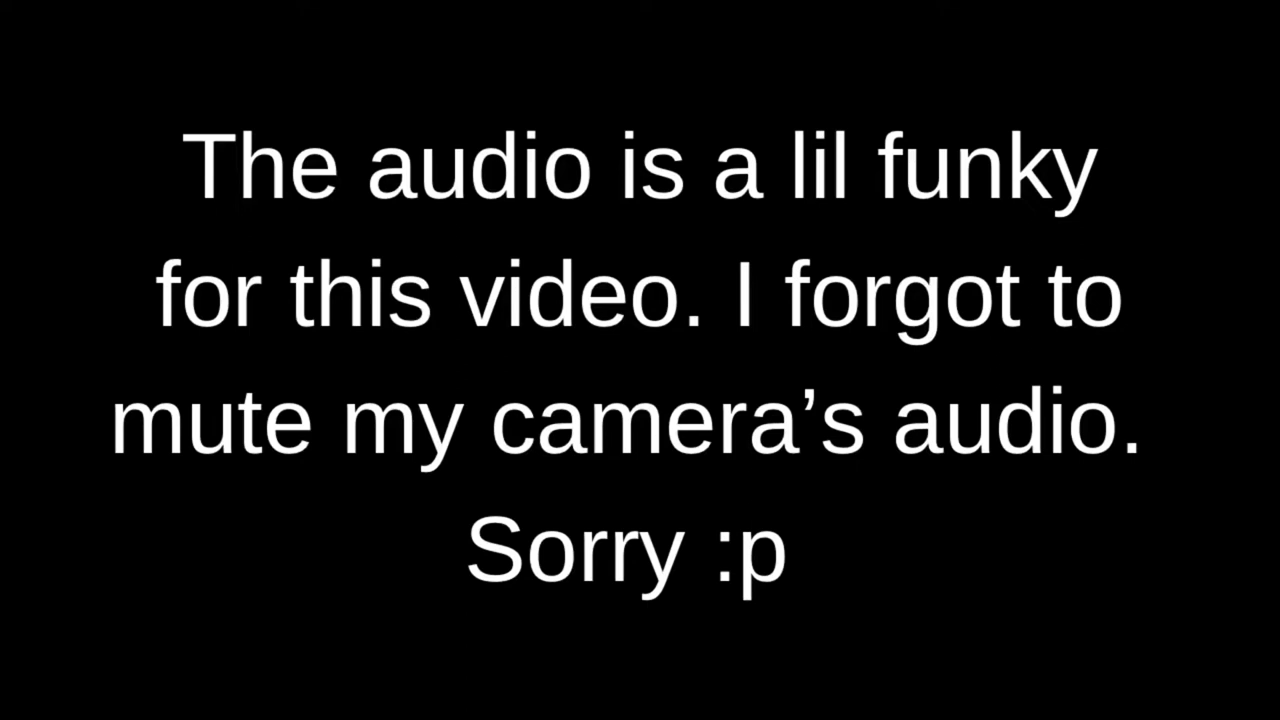 The audio is a lil funky
for this video. I forgot to
mute my camera’s audio.
Sorry :p